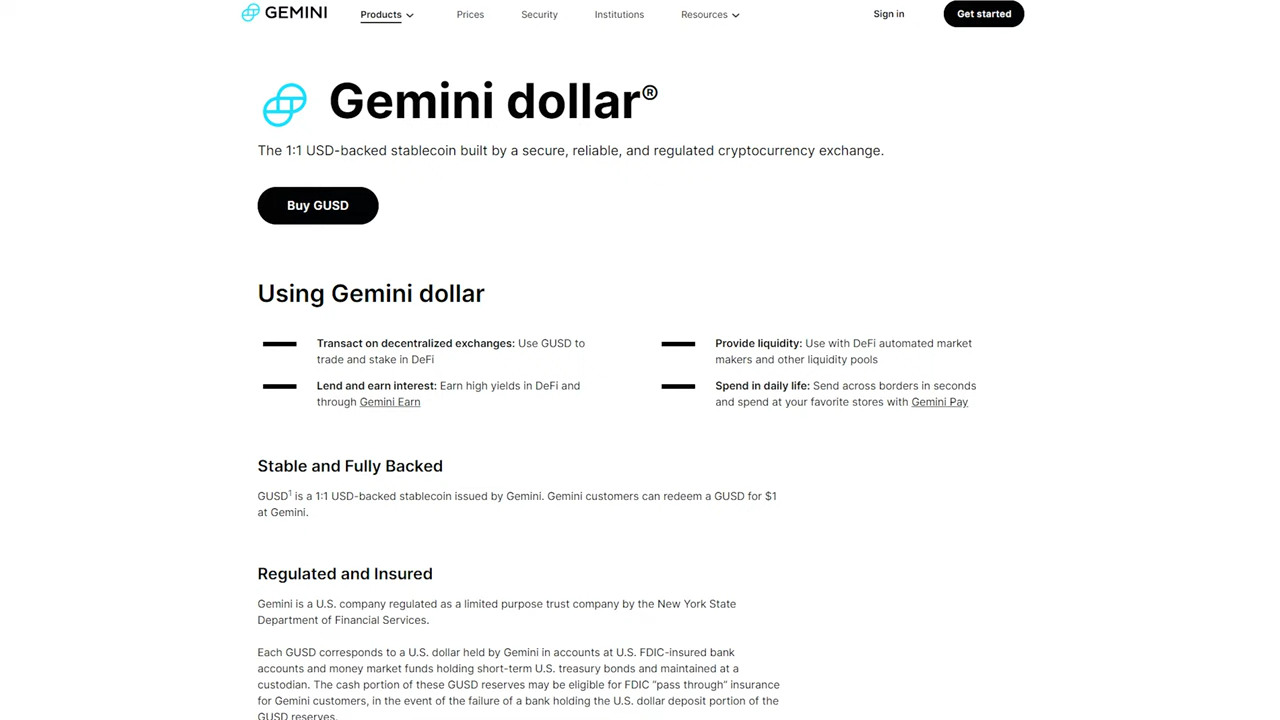 GEMINI Products Prices Security Institutions Resources Sign in Get started
Gemini dollar®
The 1:1 USD-backed stablecoin built by a secure, reliable, and regulated cryptocurrency exchange.
Buy GUSD
Using Gemini dollar
Transact on decentralized exchanges: Use GUSD to
trade and stake in DeFi
Provide liquidity: Use with DeFi automated market
makers and other liquidity pools
Lend and earn interest: Earn high yields in DeFi and
through Gemini Earn
Spend in daily life: Send across borders in seconds
and spend at your favorite stores with Gemini Pay
Stable and Fully Backed
GUSD¹ is a 1:1 USD-backed stablecoin issued by Gemini. Gemini customers can redeem a GUSD for $1
at Gemini.
Regulated and Insured
Gemini is a U.S. company regulated as a limited purpose trust company by the New York State
Department of Financial Services.
Each GUSD corresponds to a U.S. dollar held by Gemini in accounts at U.S. FDIC-insured bank
accounts and money market funds holding short-term U.S. treasury bonds and maintained at a
custodian. The cash portion of these GUSD reserves may be eligible for FDIC “pass through” insurance
for Gemini customers, in the event of the failure of a bank holding the U.S. dollar deposit portion of the
GUSD reserves.